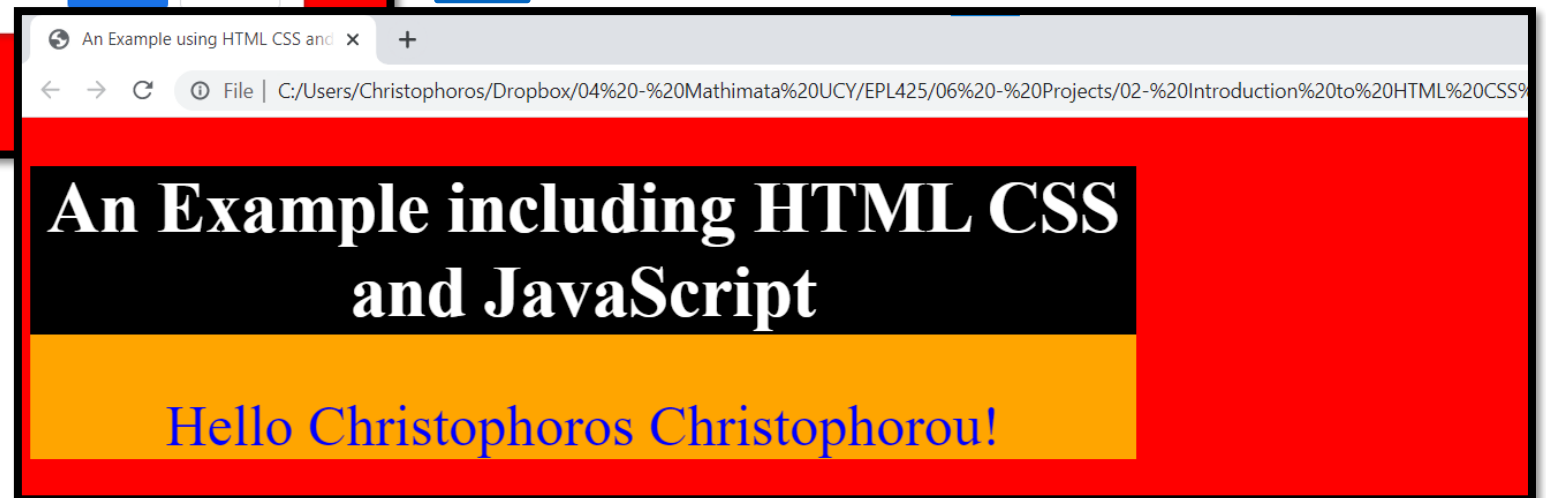 An Example using HTML CSS and
File | C:/Users/Christophoros/Dropbox/04%20-%20Mathimata%20UCY/EPL425/06%20-%20Projects/02-%20Introduction%20to%20HTML%20CSS%
An Example including HTML CSS
and JavaScript
Hello Christophoros Christophorou!